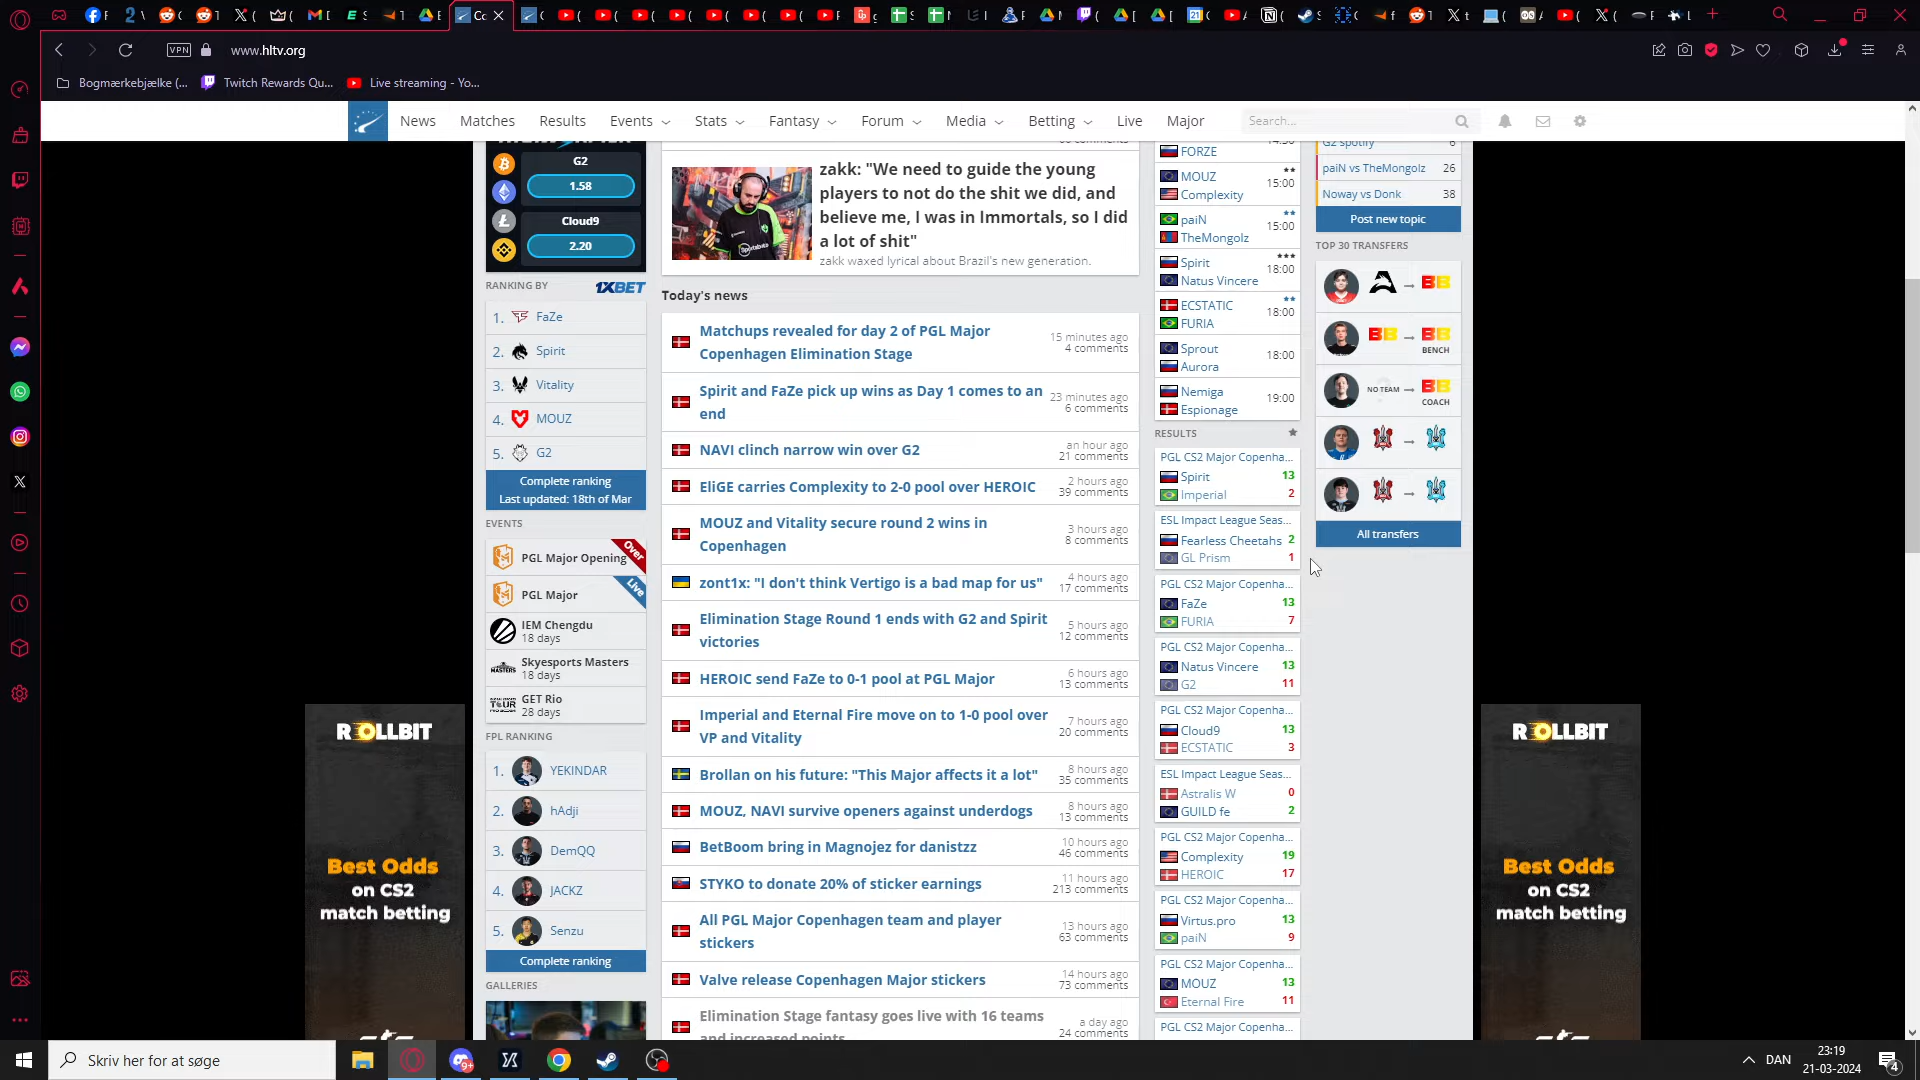 www.hltv.org
VPN
Bogmærkebjælke (...
Twitch Rewards Qu...
Live streaming - Yo...
News
Matches
Results
Events
Stats
Fantasy
Forum
Media
Betting
Live
Major
Search...
G2
1.58
Cloud9
2.20
RANKING BY
1XBET
1. FaZe
2. Spirit
3. Vitality
4. MOUZ
5. G2
Complete ranking
Last updated: 18th of Mar
EVENTS
PGL Major Opening
Over
PGL Major
Live
IEM Chengdu
18 days
Skyesports Masters
18 days
GET Rio
28 days
FPL RANKING
1. YEKINDAR
2. hAdji
3. DemQQ
4. JACKZ
5. Senzu
Complete ranking
GALLERIES
zakk: "We need to guide the young
players to not do the shit we did, and
believe me, I was in Immortals, so I did
a lot of shit"
zakk waxed lyrical about Brazil's new generation.
Today's news
Matchups revealed for day 2 of PGL Major
Copenhagen Elimination Stage
15 minutes ago
4 comments
Spirit and FaZe pick up wins as Day 1 comes to an
end
23 minutes ago
6 comments
NAVI clinch narrow win over G2
an hour ago
21 comments
EliGE carries Complexity to 2-0 pool over HEROIC
2 hours ago
39 comments
MOUZ and Vitality secure round 2 wins in
Copenhagen
3 hours ago
8 comments
zont1x: "I don't think Vertigo is a bad map for us"
4 hours ago
17 comments
Elimination Stage Round 1 ends with G2 and Spirit
victories
5 hours ago
12 comments
HEROIC send FaZe to 0-1 pool at PGL Major
6 hours ago
13 comments
Imperial and Eternal Fire move on to 1-0 pool over
VP and Vitality
7 hours ago
20 comments
Brollan on his future: "This Major affects it a lot"
8 hours ago
35 comments
MOUZ, NAVI survive openers against underdogs
8 hours ago
13 comments
BetBoom bring in Magnojez for danistzz
10 hours ago
46 comments
STYKO to donate 20% of sticker earnings
11 hours ago
213 comments
All PGL Major Copenhagen team and player
stickers
13 hours ago
63 comments
Valve release Copenhagen Major stickers
14 hours ago
73 comments
Elimination Stage fantasy goes live with 16 teams
and increased points
a day ago
24 comments
14:30
FORZE
MOUZ
Complexity
15:00
paiN
TheMongolz
15:00
Spirit
Natus Vincere
18:00
ECSTATIC
FURIA
18:00
Sprout
Aurora
18:00
Nemiga
Espionage
19:00
RESULTS
PGL CS2 Major Copenha...
Spirit 13
Imperial 2
ESL Impact League Seas...
Fearless Cheetahs 2
GL Prism 1
PGL CS2 Major Copenha...
FaZe 13
FURIA 7
PGL CS2 Major Copenha...
Natus Vincere 13
G2 11
PGL CS2 Major Copenha...
Cloud9 13
ECSTATIC 3
ESL Impact League Seas...
Astralis W 0
GUILD fe 2
PGL CS2 Major Copenha...
Complexity 19
HEROIC 17
PGL CS2 Major Copenha...
Virtus.pro 13
paiN 9
PGL CS2 Major Copenha...
MOUZ 13
Eternal Fire 11
PGL CS2 Major Copenha...
G2 spotify 6
paiN vs TheMongolz 26
Noway vs Donk 38
Post new topic
TOP 30 TRANSFERS
BB
BB
BB
BENCH
NO TEAM
BB
COACH
All transfers
ROLLBIT
Best Odds
on CS2
match betting
ROLLBIT
Best Odds
on CS2
match betting
Skriv her for at søge
9+
DAN
23:19
21-03-2024
4